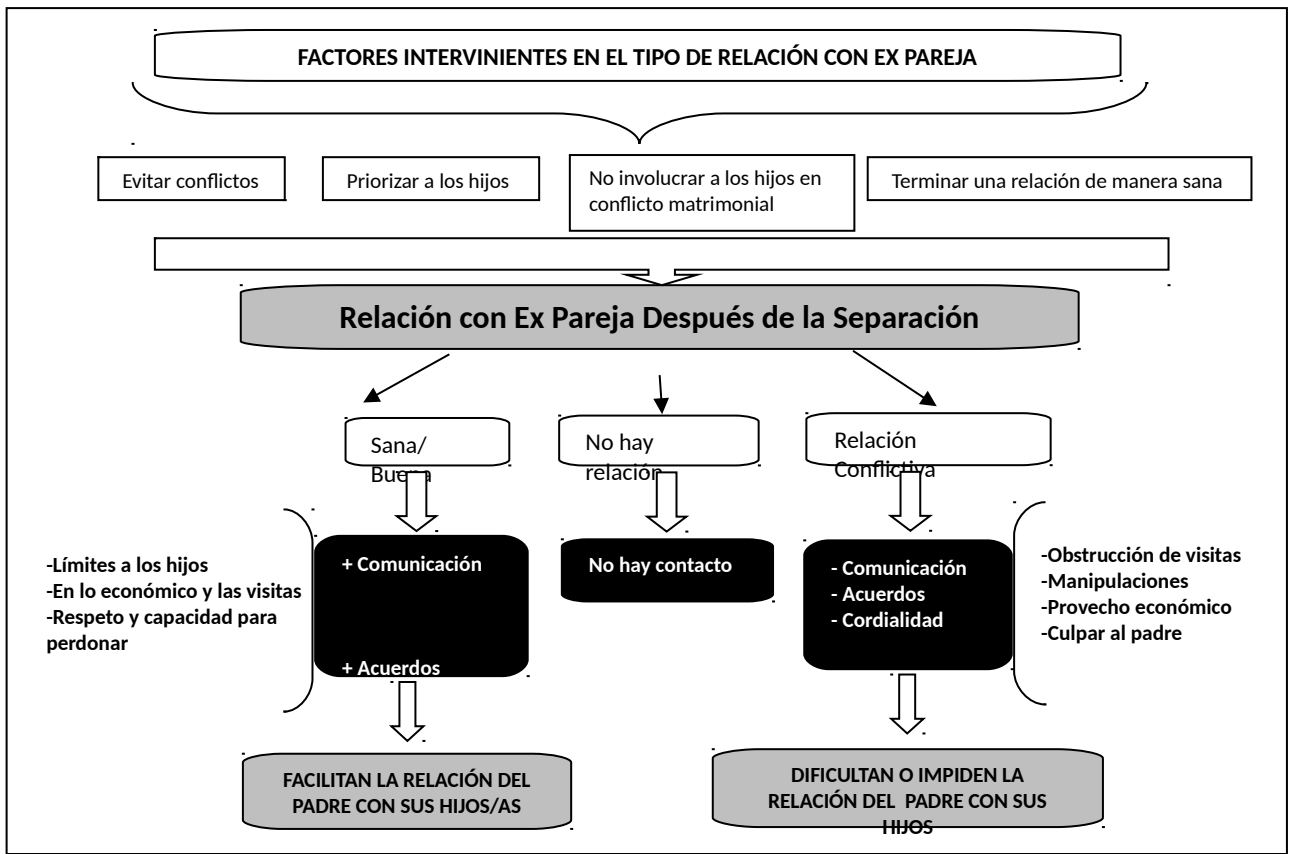 FACTORES INTERVINIENTES EN EL TIPO DE RELACIÓN CON EX PAREJA
Evitar conflictos
Priorizar a los hijos
No involucrar a los hijos en
conflicto matrimonial
Terminar una relación de manera sana
Relación con Ex Pareja Después de la Separación
Sana/
Buena
No hay
relación
Relación
Conflictiva
-Límites a los hijos
-En lo económico y las visitas
-Respeto y capacidad para
perdonar
+ Comunicación
+ Acuerdos
No hay contacto
- Comunicación
- Acuerdos
- Cordialidad
-Obstrucción de visitas
-Manipulaciones
-Provecho económico
-Culpar al padre
FACILITAN LA RELACIÓN DEL
PADRE CON SUS HIJOS/AS
DIFICULTAN O IMPIDEN LA
RELACIÓN DEL  PADRE CON SUS
HIJOS